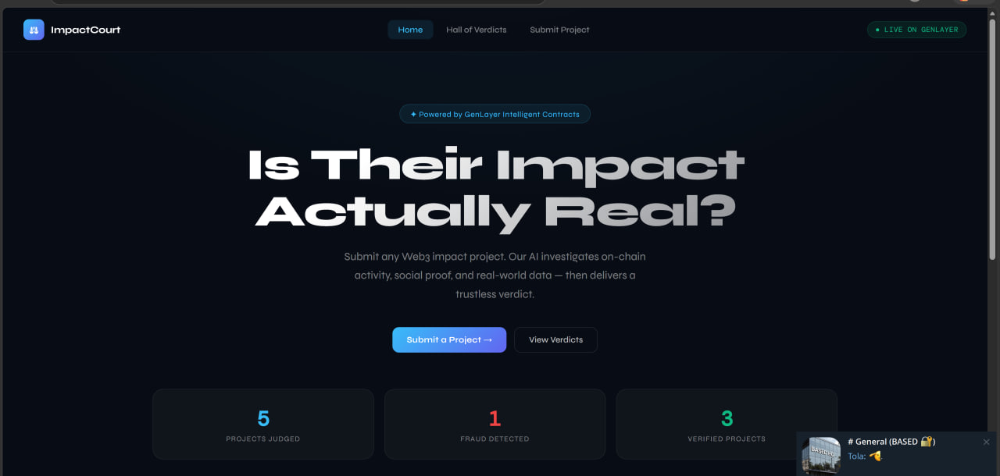 ImpactCourt
Home
Hall of Verdicts
Submit Project
● LIVE ON GENLAYER
✦ Powered by GenLayer Intelligent Contracts
Is Their Impact
Actually Real?
Submit any Web3 impact project. Our AI investigates on-chain
activity, social proof, and real-world data — then delivers a
trustless verdict.
Submit a Project →
View Verdicts
5
PROJECTS JUDGED
1
FRAUD DETECTED
3
VERIFIED PROJECTS
# General (BASED 🔐)
Tola: 🫡